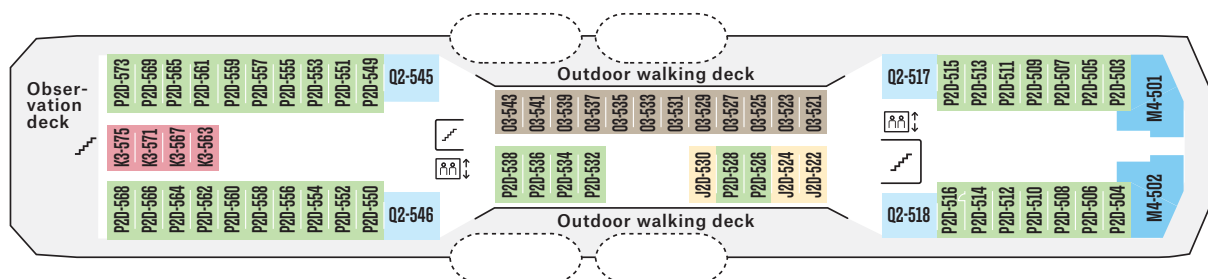 Obser-
vation
deck
P2D-573
P2D-569
P2D-565
P2D-561
P2D-559
P2D-557
P2D-555
P2D-553
P2D-551
P2D-549
Q2-545
K3-575
K3-571
K3-567
K3-563
P2D-568
P2D-566
P2D-564
P2D-562
P2D-560
P2D-558
P2D-556
P2D-554
P2D-552
P2D-550
Q2-546
Outdoor walking deck
O3-543
O3-541
O3-539
O3-537
O3-535
O3-533
O3-531
O3-529
O3-527
O3-525
O3-523
O3-521
P2D-538
P2D-536
P2D-534
P2D-532
J2D-530
P2D-528
P2D-526
J2D-524
J2D-522
Outdoor walking deck
Q2-517
P2D-515
P2D-513
P2D-511
P2D-509
P2D-507
P2D-505
P2D-503
M4-501
Q2-518
P2D-516
P2D-514
P2D-512
P2D-510
P2D-508
P2D-506
P2D-504
M4-502